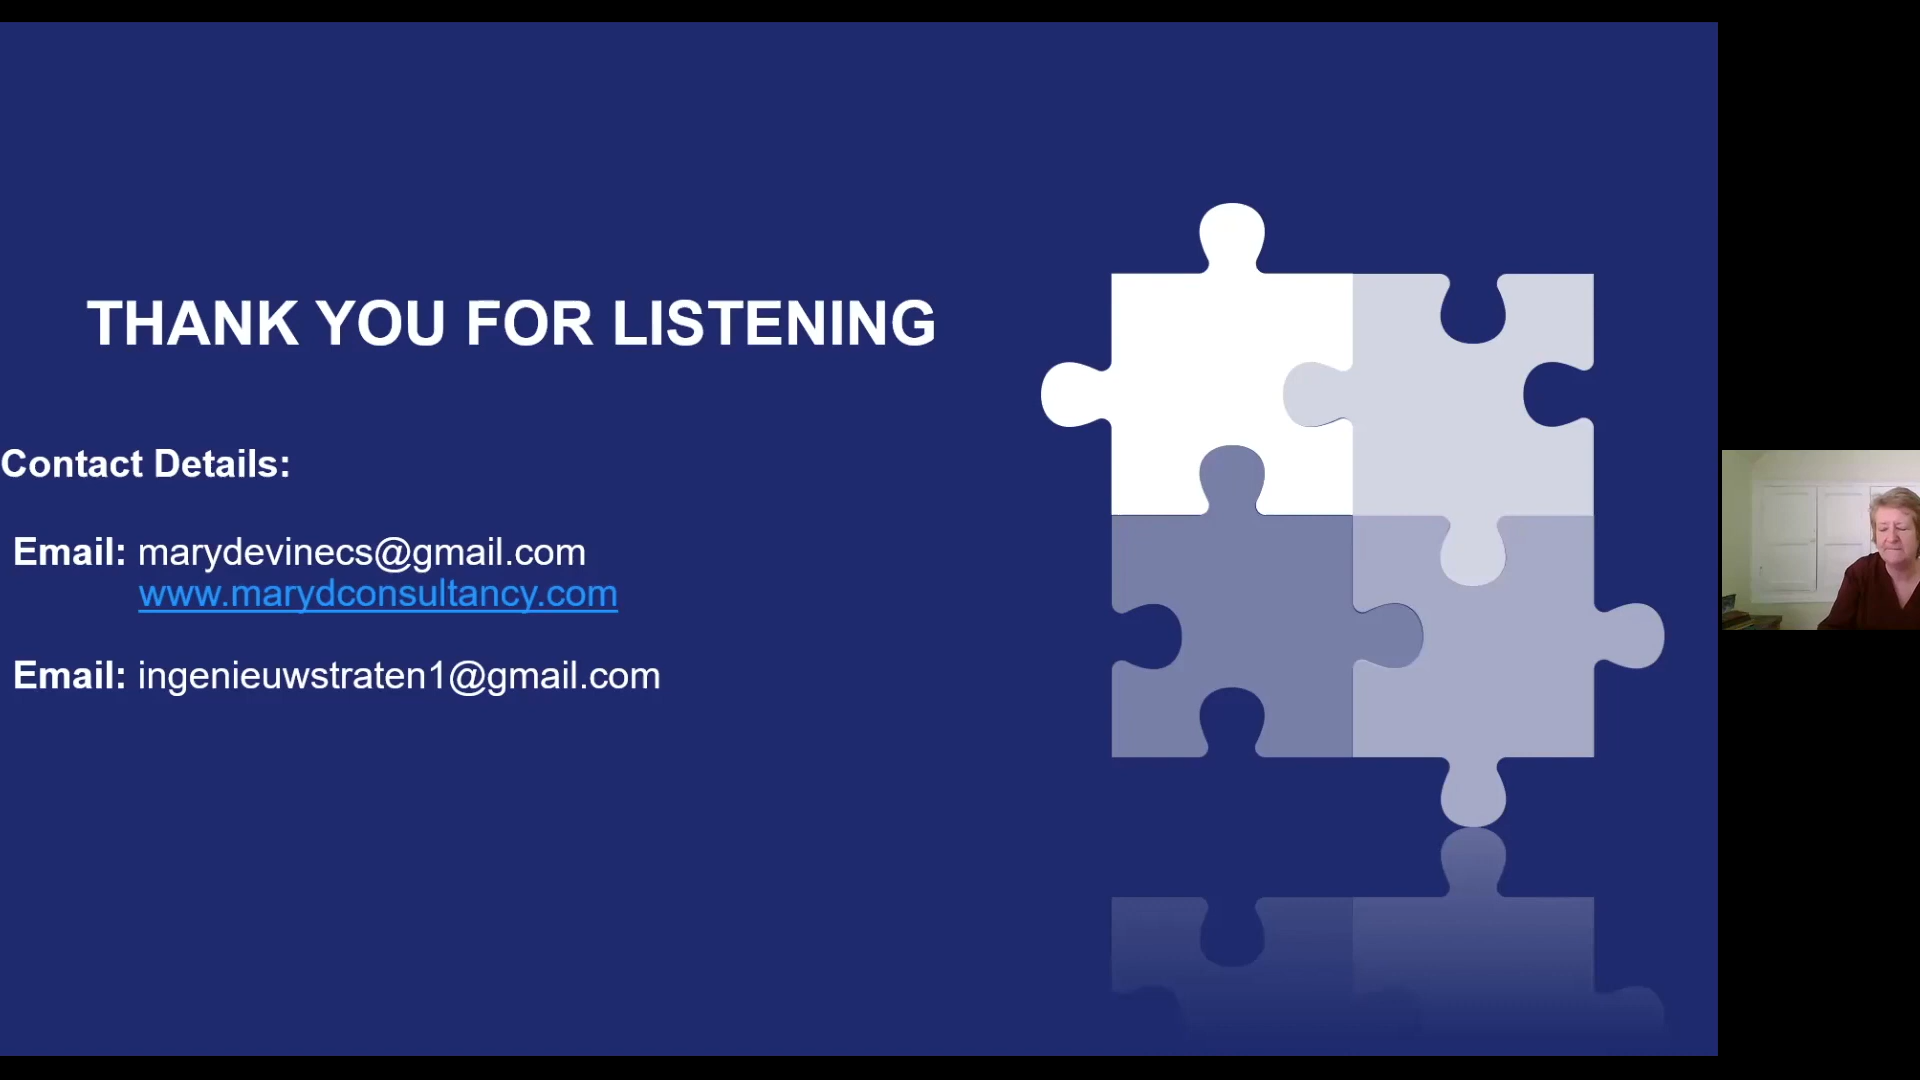 THANK YOU FOR LISTENING
Contact Details:
Email: marydevinecs@gmail.com
www.marydconsultancy.com
Email: ingenieuwstraten1@gmail.com